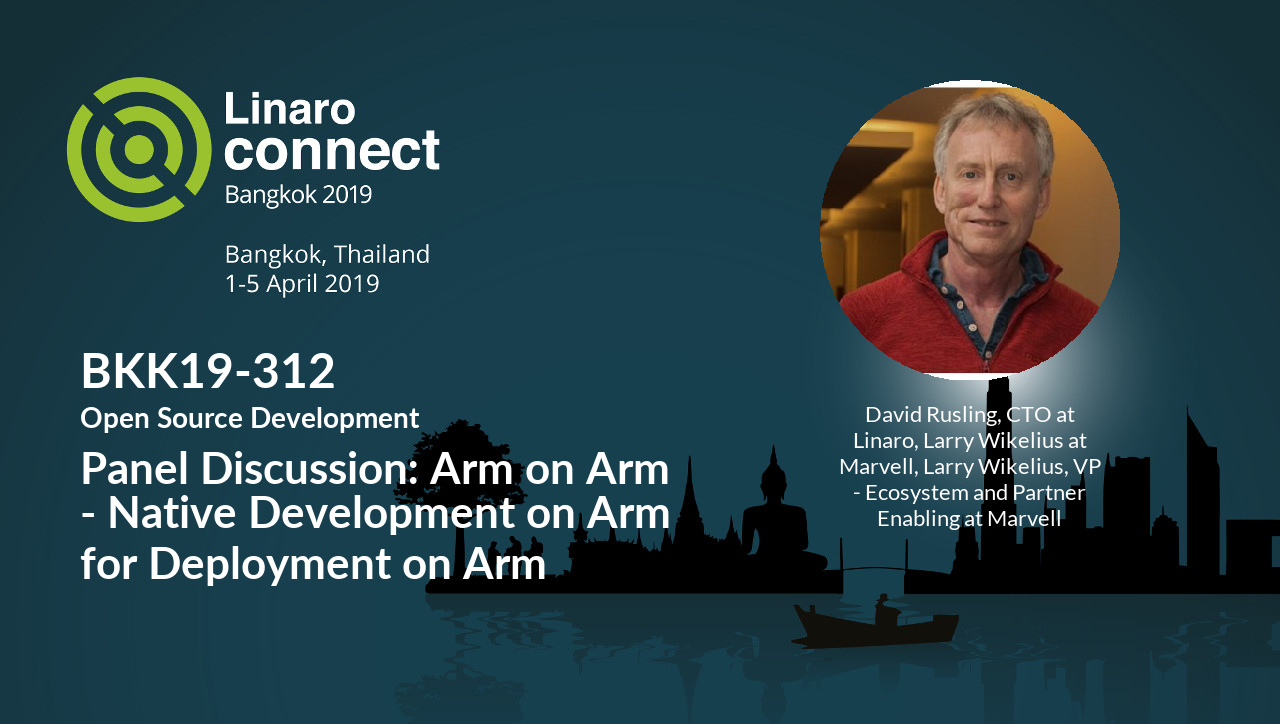 Linaro
connect
Bangkok 2019
Bangkok, Thailand
1-5 April 2019
BKK19-312
Open Source Development
Panel Discussion: Arm on Arm
- Native Development on Arm
for Deployment on Arm
David Rusling, CTO at
Linaro, Larry Wikelius at
Marvell, Larry Wikelius, VP
- Ecosystem and Partner
Enabling at Marvell